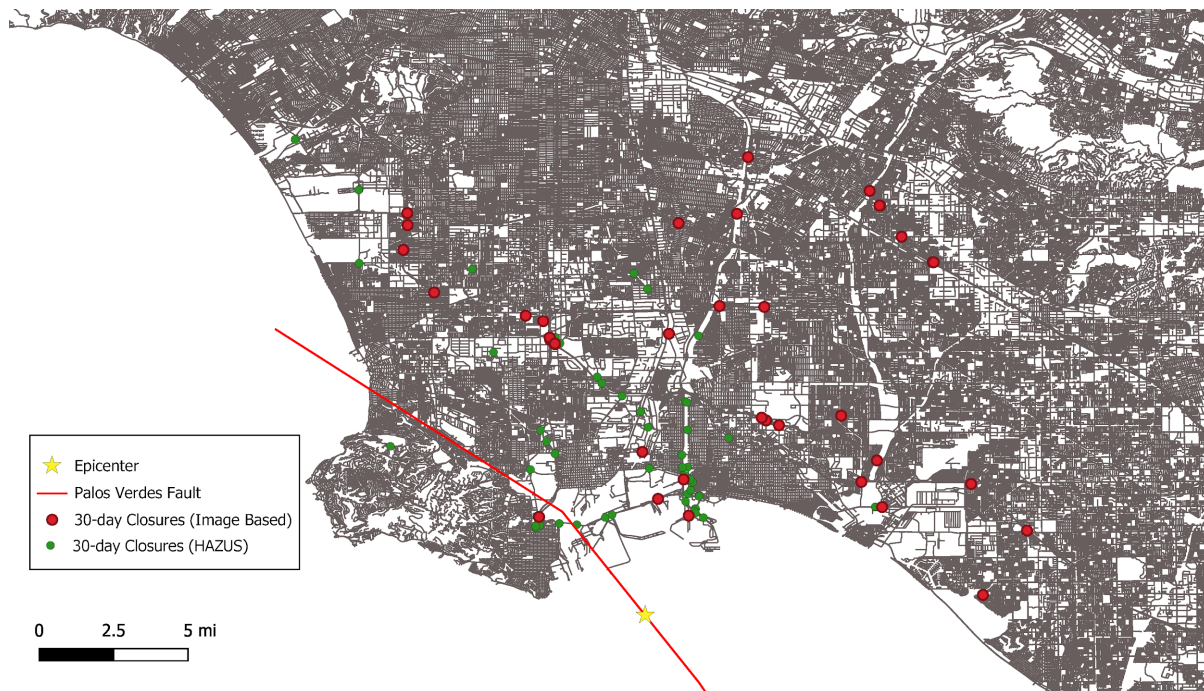 Epicenter
Palos Verdes Fault
30-day Closures (Image Based)
30-day Closures (HAZUS)
0 2.5 5 mi